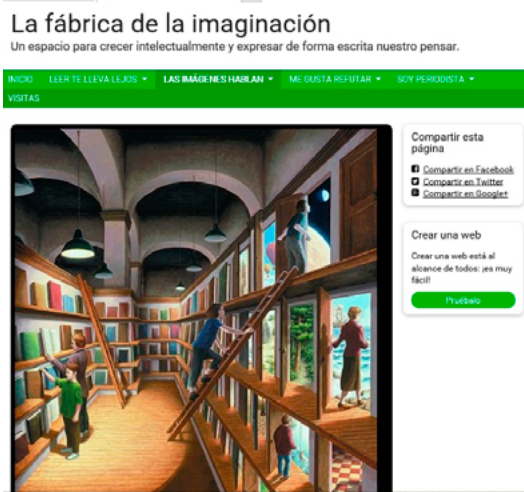 La fábrica de la imaginación
Un espacio para crecer intelectualmente y expresar de forma escrita nuestro pensar.
INICIO LEER TE LLEVA LEJOS LAS IMÁGENES HABLAN ME GUSTA REFUTAR SOY PERIODISTA
VISITAS
Compartir esta
página
Compartir en Facebook
Compartir en Twitter
Compartir en Google+
Crear una web
Crear una web está al
alcance de todos: ¡es muy
fácil!
Pruébalo